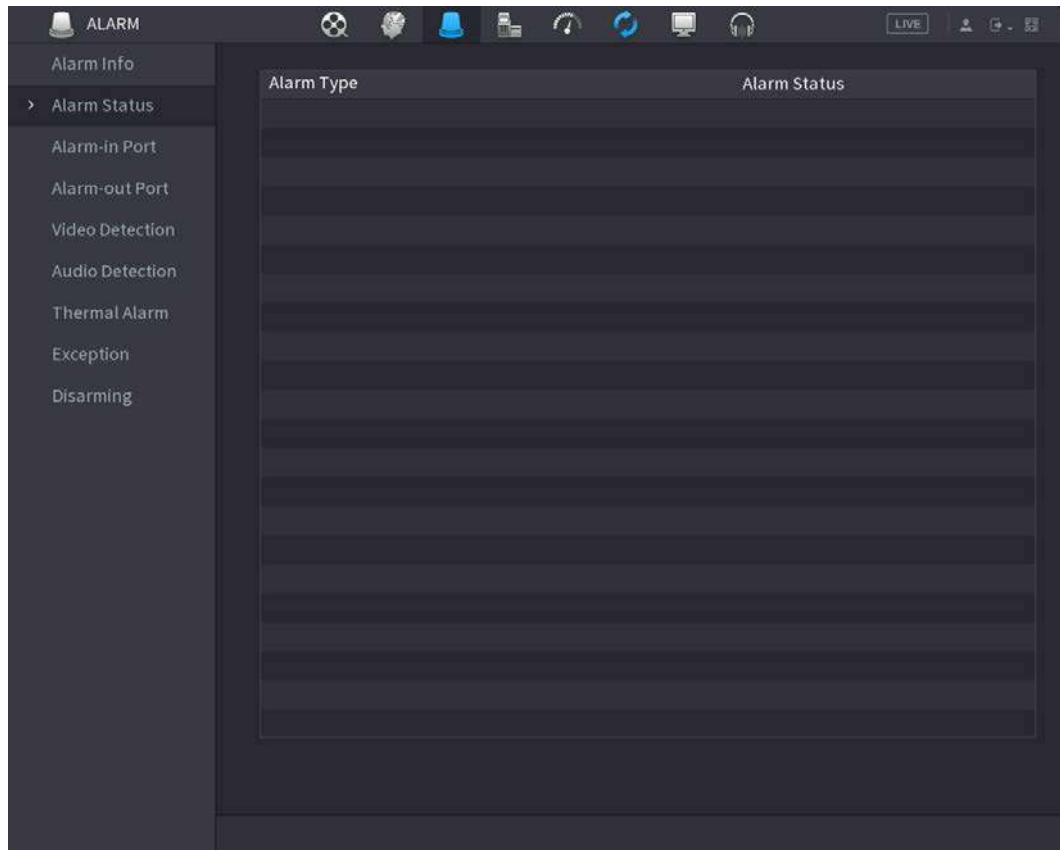 ALARM
LIVE
Alarm Info
Alarm Status
Alarm-in Port
Alarm-out Port
Video Detection
Audio Detection
Thermal Alarm
Exception
Disarming
Alarm Type Alarm Status